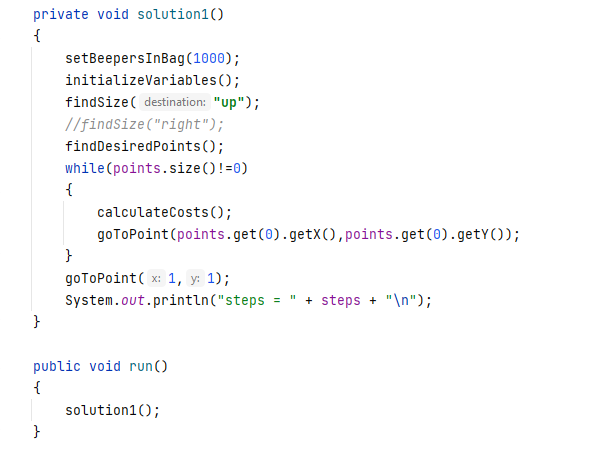 private void solution1()
{
setBeepersInBag(1000);
initializeVariables();
findSize( destination: "up");
//findSize("right");
findDesiredPoints();
while(points.size()!=0)
{
calculateCosts();
goToPoint(points.get(0).getX(),points.get(0).getY());
}
goToPoint( x: 1, y: 1);
System.out.println("steps = " + steps + "\n");
}
public void run()
{
solution1();
}